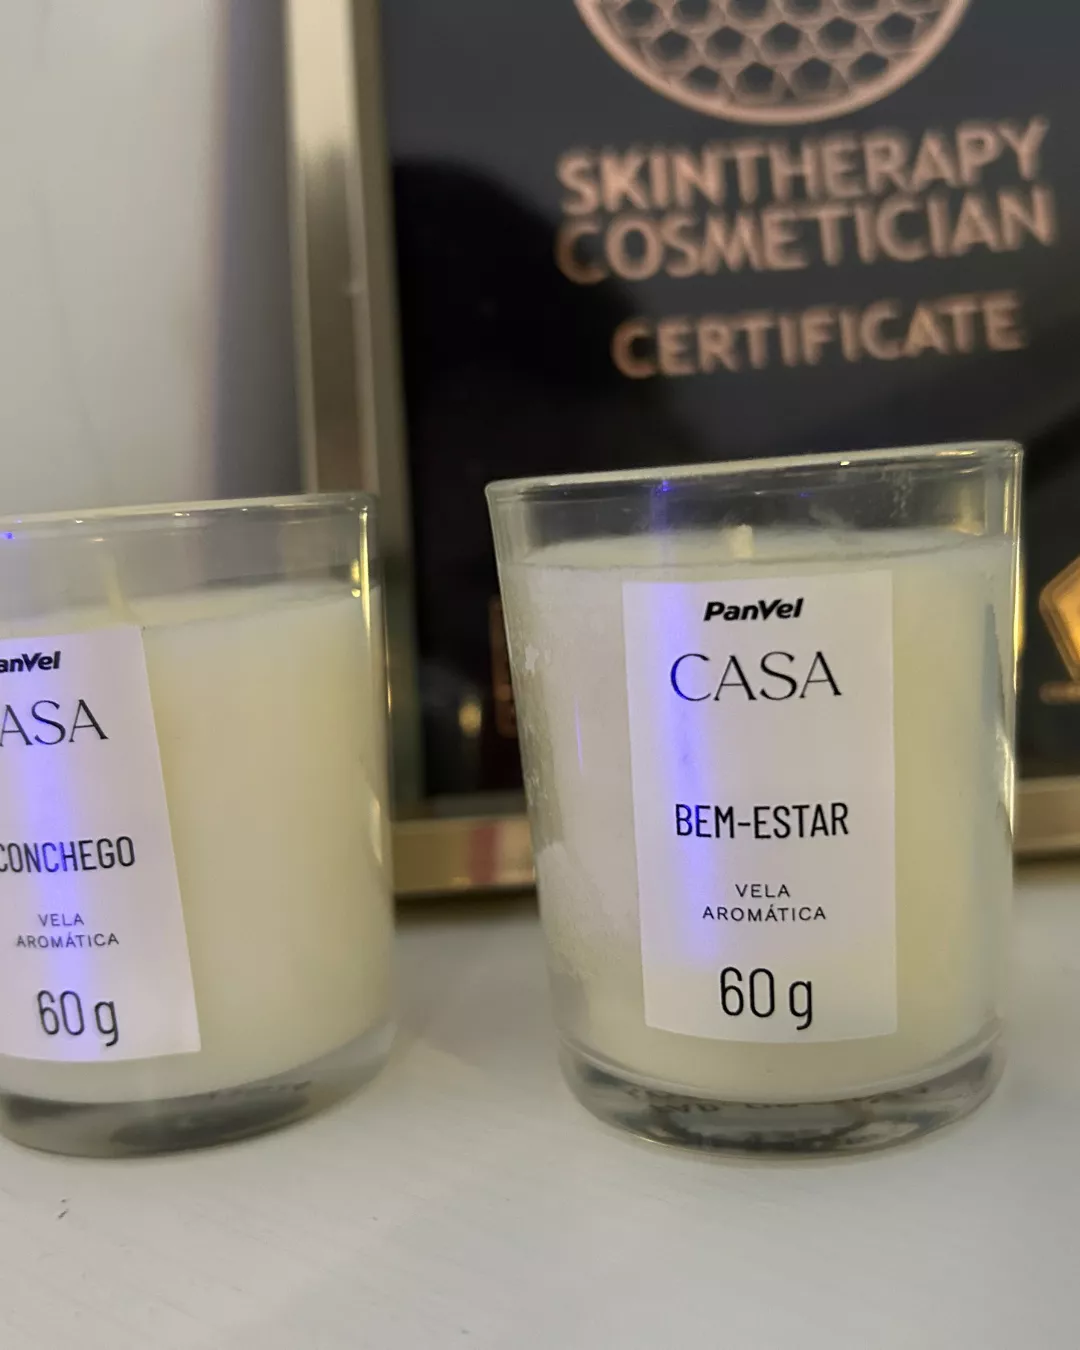 SKINTHERAPY
COSMETICIAN
CERTIFICATE
anVel
ASA
CONCHEGO
VELA
AROMÁTICA
60 g
PanVel
CASA
BEM-ESTAR
VELA
AROMÁTICA
60 g